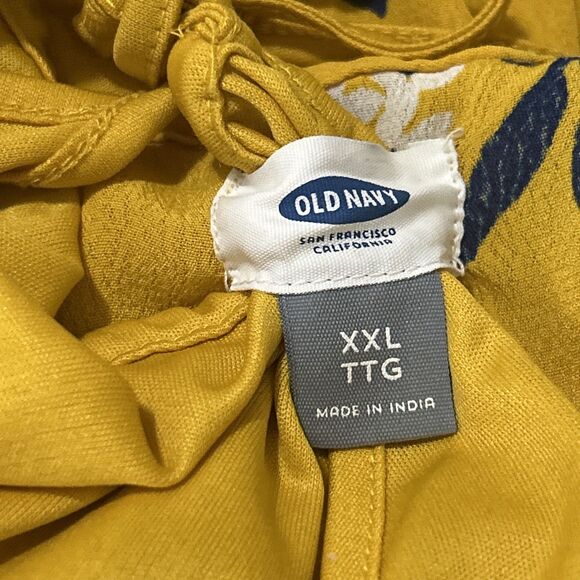 OLD NAVY
SAN FRANCISCO
CALIFORNIA
XXL
TTG
MADE IN INDIA